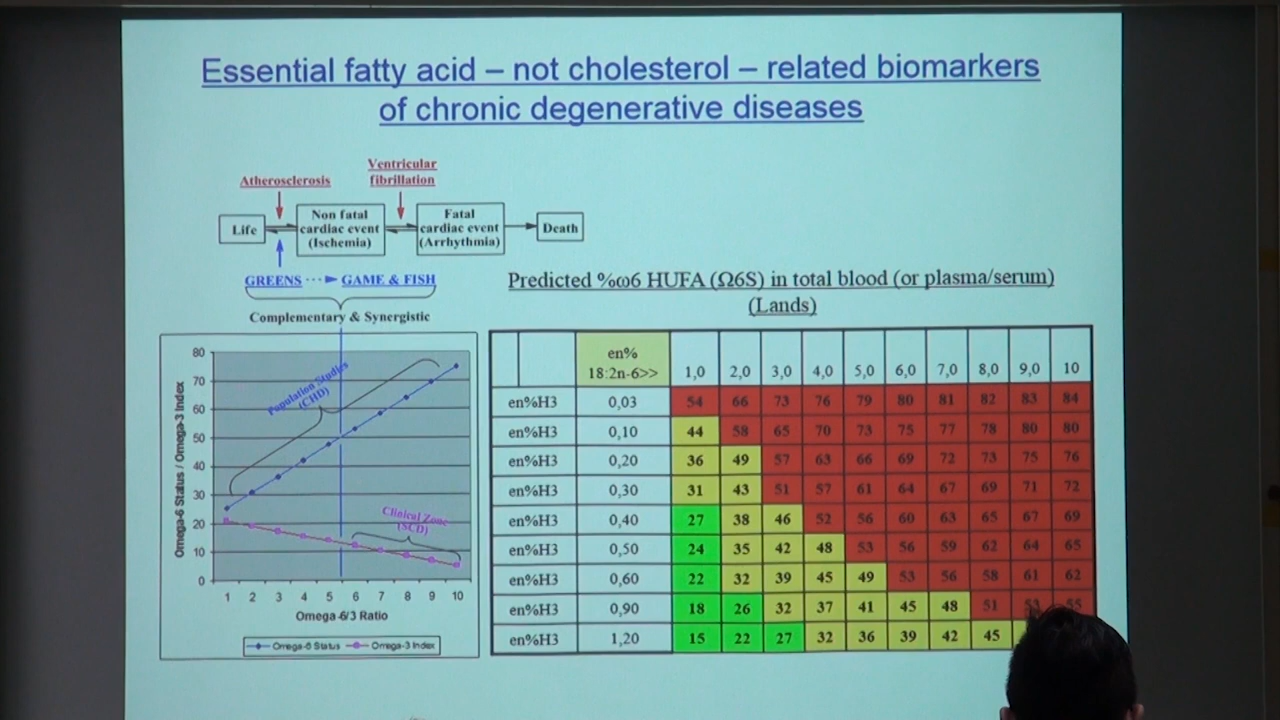 Essential fatty acid – not cholesterol – related biomarkers
of chronic degenerative diseases
Atherosclerosis
Ventricular
fibrillation
Life
Non fatal
cardiac event
(Ischemia)
Fatal
cardiac event
(Arrhythmia)
Death
GREENS ---► GAME & FISH
Complementary & Synergistic
Omega-6 Status / Omega-3 Index
80
70
60
50
40
30
20
10
0
Population Studies
(CHD)
Clinical Zone
(SCD)
1 2 3 4 5 6 7 8 9 10
Omega 6/3 Ratio
Omega-6 Status Omega-3 Index
Predicted %ω6 HUFA (Ω6S) in total blood (or plasma/serum)
(Lands)
en%
18:2n-6>> 1,0 2,0 3,0 4,0 5,0 6,0 7,0 8,0 9,0 10
en%H3 0,03 54 66 73 76 79 80 81 82 83 84
en%H3 0,10 44 58 65 70 73 75 77 78 80 80
en%H3 0,20 36 49 57 63 66 69 72 73 75 76
en%H3 0,30 31 43 51 57 61 64 67 69 71 72
en%H3 0,40 27 38 46 52 56 60 63 65 67 69
en%H3 0,50 24 35 42 48 53 56 59 62 64 65
en%H3 0,60 22 32 39 45 49 53 56 58 61 62
en%H3 0,90 18 26 32 37 41 45 48 51 53 55
en%H3 1,20 15 22 27 32 36 39 42 45